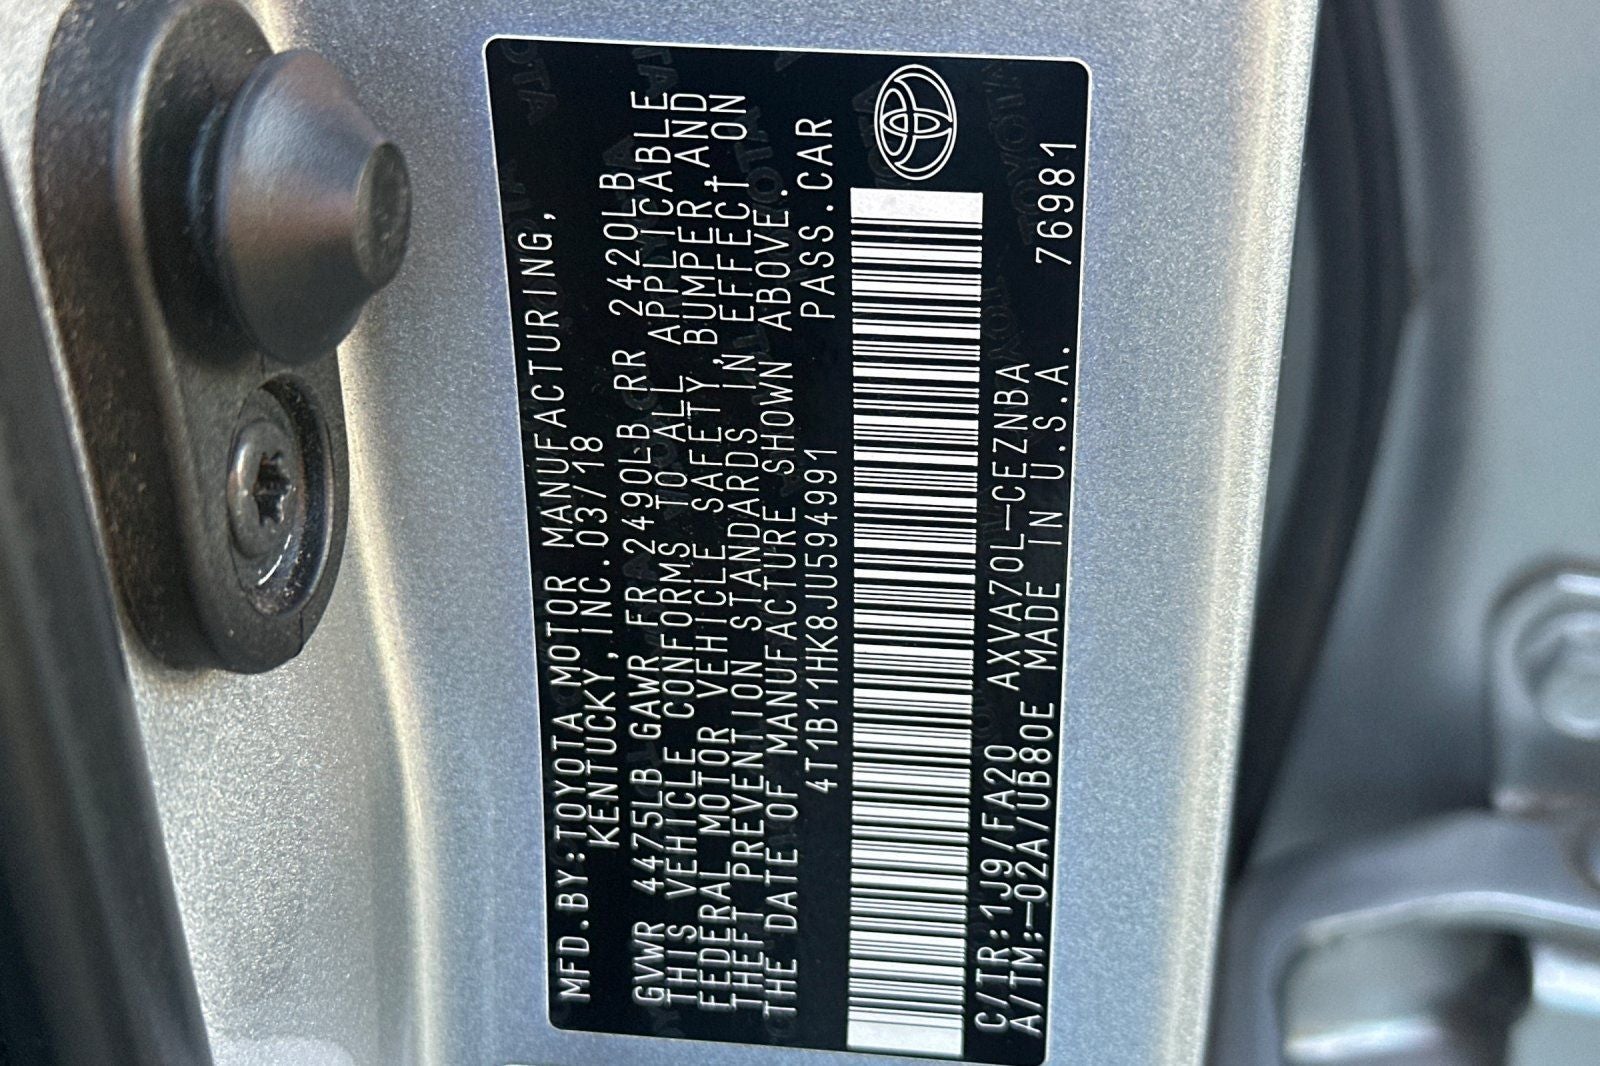 MFD.BY:TOYOTA MOTOR MANUFACTURING,
KENTUCKY,INC.03/18
GVWR 4475LB GAWR FR 2490LB RR 2420LB
THIS VEHICLE CONFORMS TO ALL APPLICABLE
FEDERAL MOTOR VEHICLE SAFETY,BUMPER,AND
THEFT PREVENTION STANDARDS IN EFFECT ON
THE DATE OF MANUFACTURE SHOWN ABOVE.
4T1B11HK8JU594991 PASS.CAR
C/TR:1J9/FA20 AXVA70L-CEZNBA
A/TM:-02A/UB80E MADE IN U.S.A. 76981